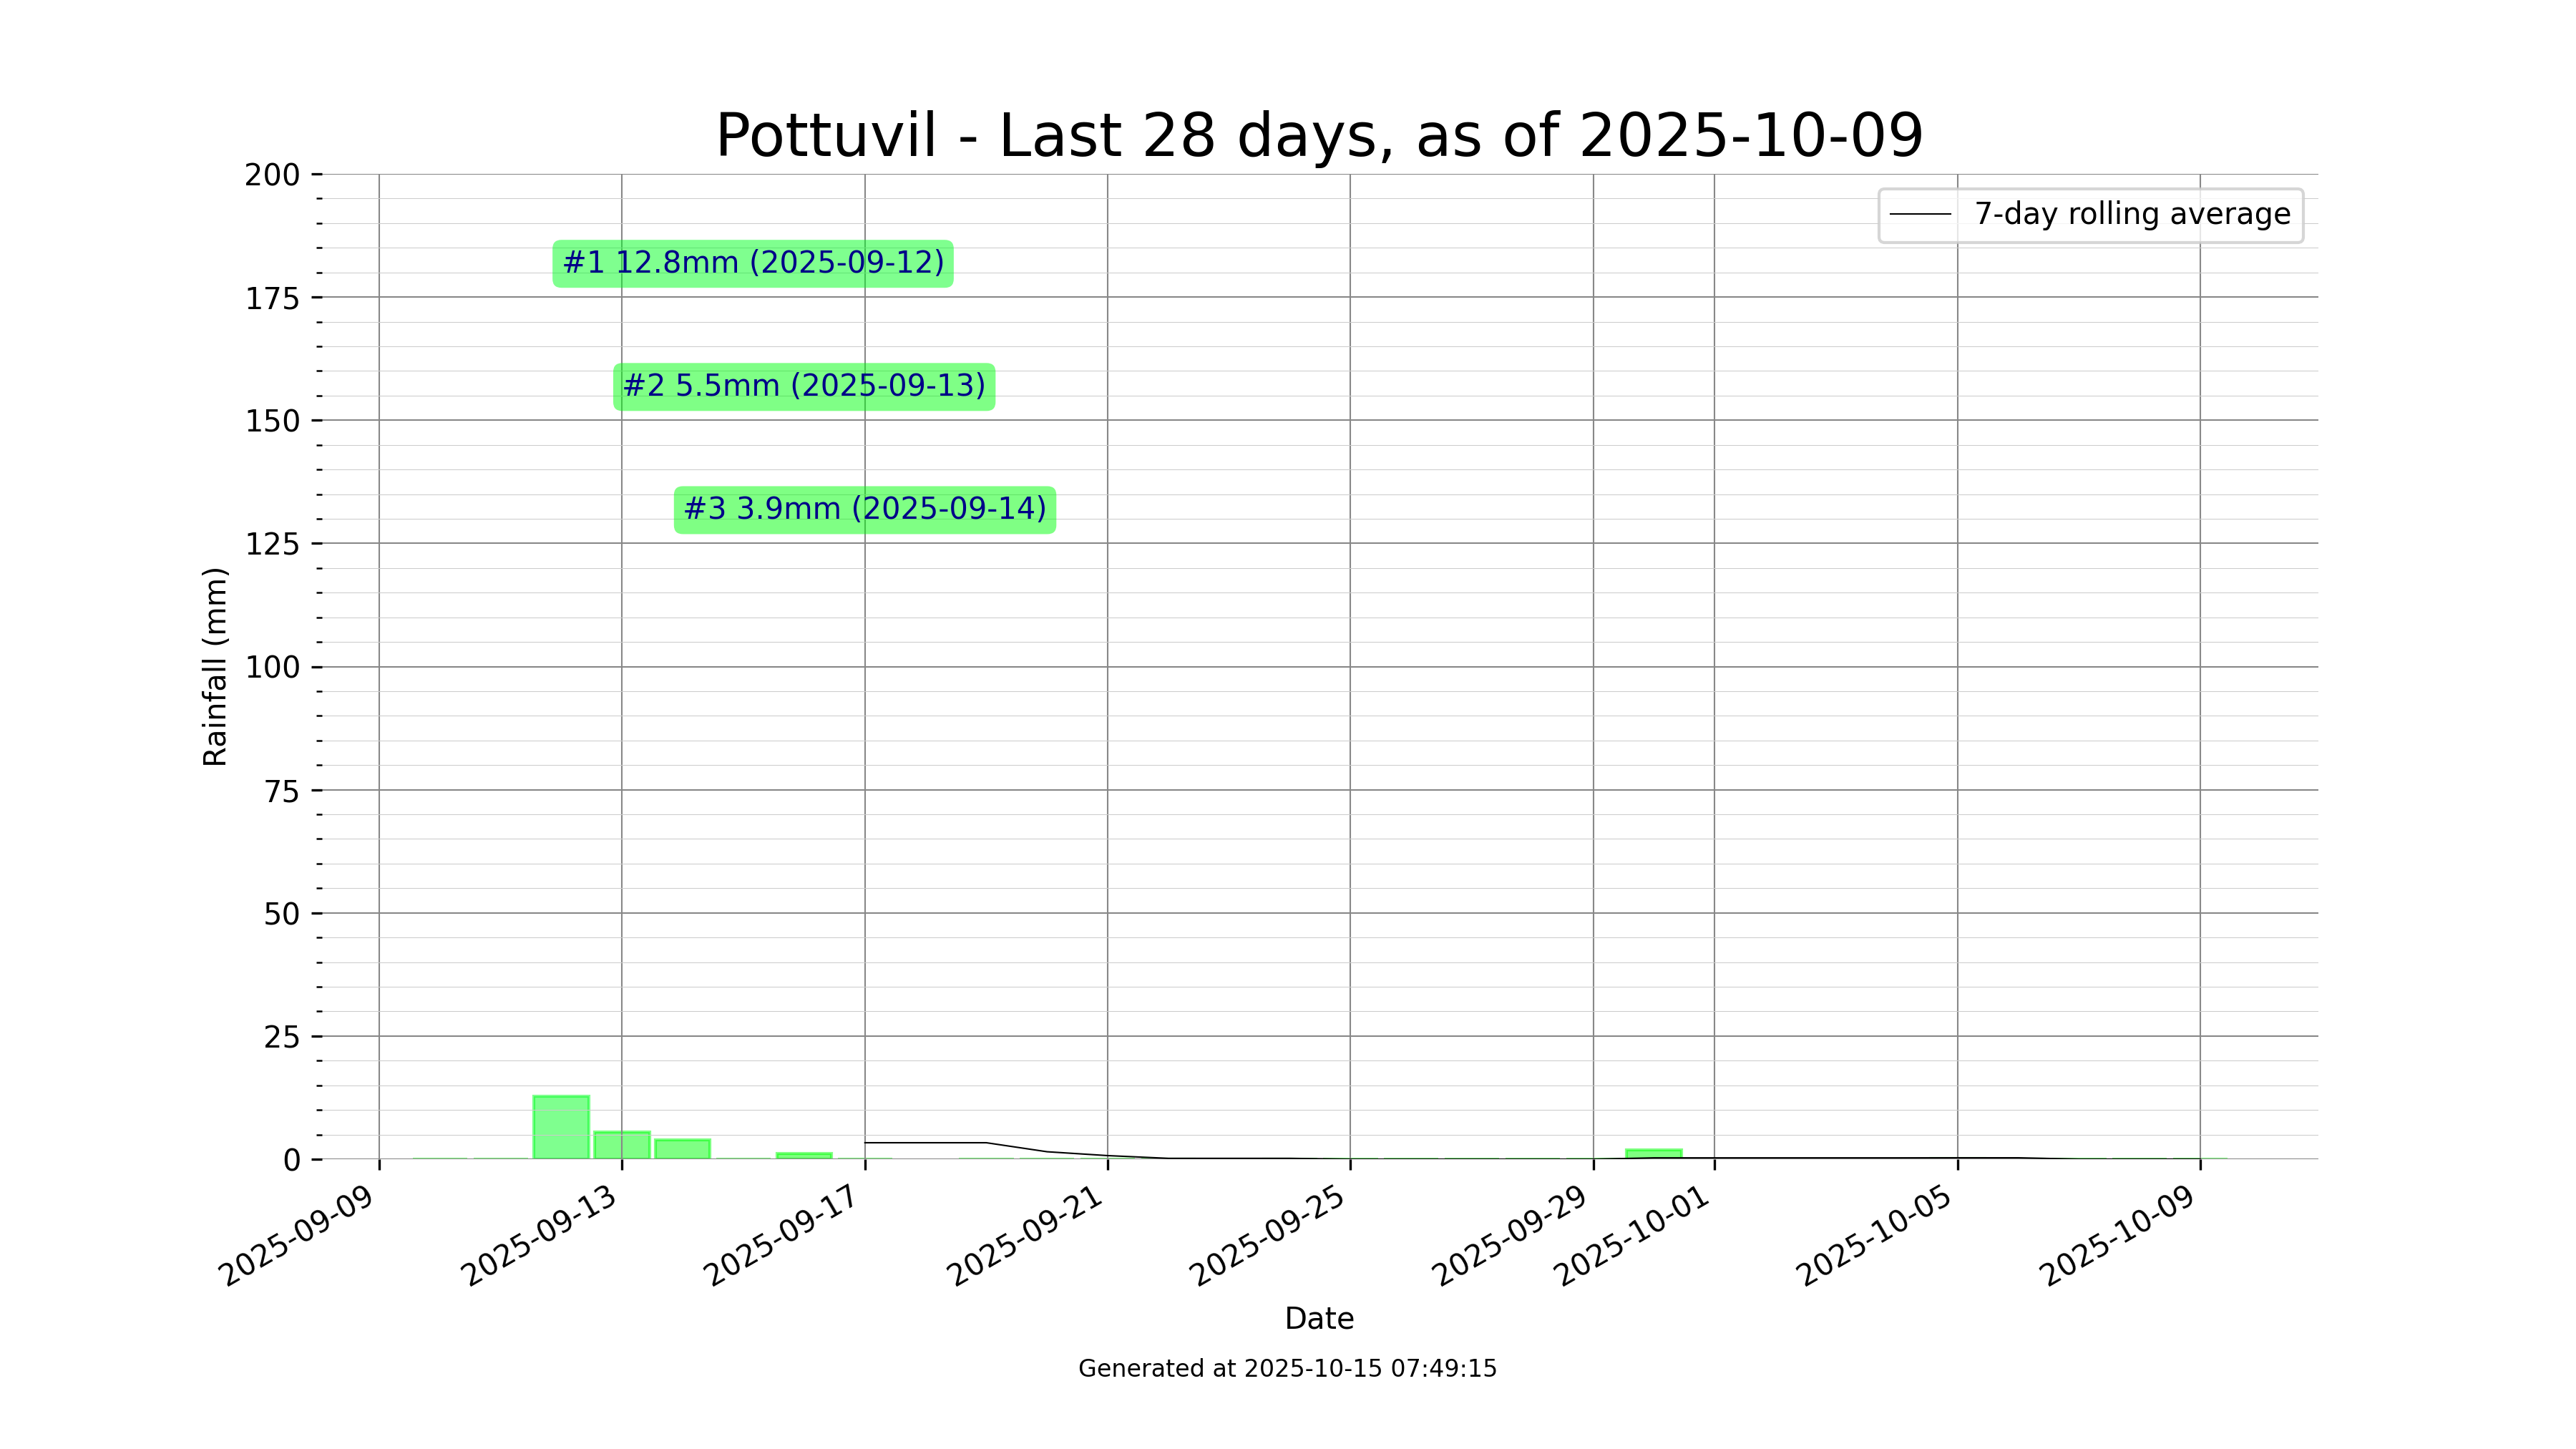 Pottuvil - Last 28 days, as of 2025-10-09
7-day rolling average
#1 12.8mm (2025-09-12)
#2 5.5mm (2025-09-13)
#3 3.9mm (2025-09-14)
Rainfall (mm)
200
175
150
125
100
75
50
25
0
2025-09-09
2025-09-13
2025-09-17
2025-09-21
2025-09-25
2025-09-29
2025-10-01
2025-10-05
2025-10-09
Date
Generated at 2025-10-15 07:49:15